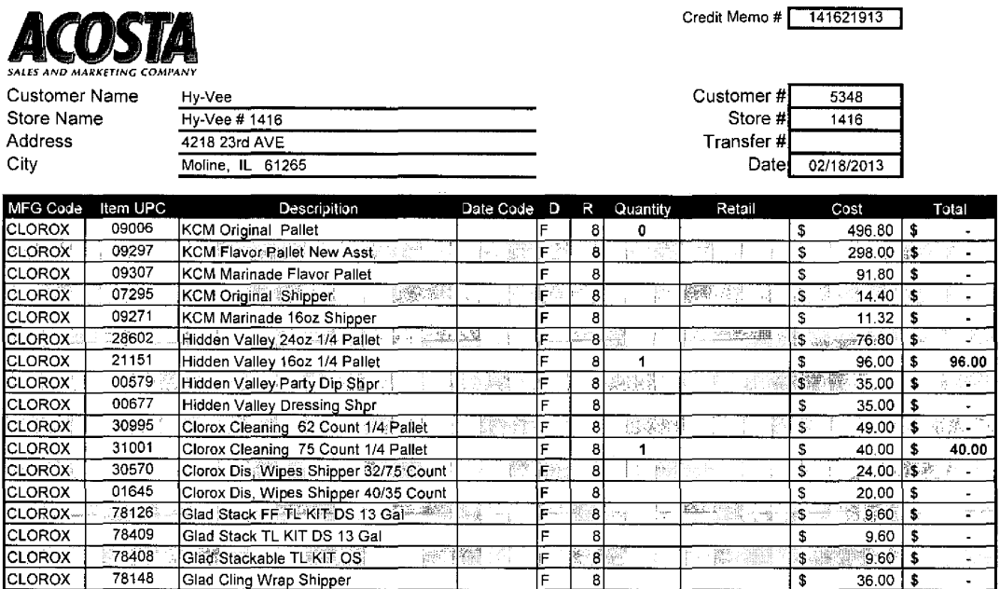 Credit Memo # 141621913
ACOSTA
SALES AND MARKETING COMPANY
Customer Name Hy-Vee Customer # 5348
Store Name Hy-Vee # 1416 Store # 1416
Address 4218 23rd AVE Transfer #
City Moline, IL 61265 Date 02/18/2013
MFG Code Item UPC Descripition Date Code D R Quantity Retail Cost Total
CLOROX 09006 KCM Original Pallet F 8 0 $ 496.80 $ -
CLOROX 09297 KCM Flavor Pallet New Asst F 8 $ 298.00 $ -
CLOROX 09307 KCM Marinade Flavor Pallet F 8 $ 91.80 $ -
CLOROX 07295 KCM Original Shipper F 8 $ 14.40 $ -
CLOROX 09271 KCM Marinade 16oz Shipper F 8 $ 11.32 $ -
CLOROX 28602 Hidden Valley 24oz 1/4 Pallet F 8 $ 76.80 $ -
CLOROX 21151 Hidden Valley 16oz 1/4 Pallet F 8 1 $ 96.00 $ 96.00
CLOROX 00579 Hidden Valley Party Dip Shpr F 8 $ 35.00 $ -
CLOROX 00677 Hidden Valley Dressing Shpr F 8 $ 35.00 $ -
CLOROX 30995 Clorox Cleaning 62 Count 1/4 Pallet F 8 $ 49.00 $ -
CLOROX 31001 Clorox Cleaning 75 Count 1/4 Pallet F 8 1 $ 40.00 $ 40.00
CLOROX 30570 Clorox Dis, Wipes Shipper 32/75 Count F 8 $ 24.00 $ -
CLOROX 01645 Clorox Dis, Wipes Shipper 40/35 Count F 8 $ 20.00 $ -
CLOROX 78126 Glad Stack FF TL KIT DS 13 Gal F 8 $ 9.60 $ -
CLOROX 78409 Glad Stack TL KIT DS 13 Gal F 8 $ 9.60 $ -
CLOROX 78408 Glad Stackable TL KIT OS F 8 $ 9.60 $ -
CLOROX 78148 Glad Cling Wrap Shipper F 8 $ 36.00 $ -